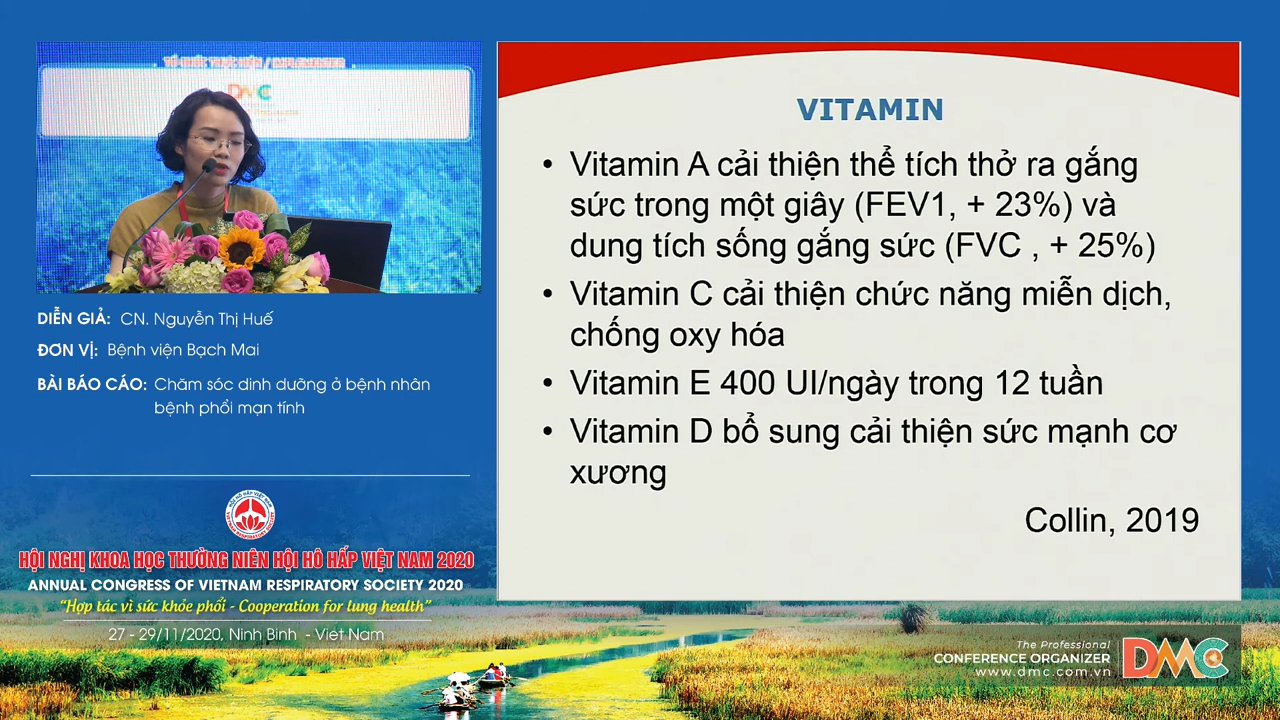 TỔ CHỨC THỰC HIỆN / IMPLEMENTER
DMC
DIỄN GIẢ: CN. Nguyễn Thị Huế
ĐƠN VỊ: Bệnh viện Bạch Mai
BÀI BÁO CÁO: Chăm sóc dinh dưỡng ở bệnh nhân
bệnh phổi mạn tính
HỘI NGHỊ KHOA HỌC THƯỜNG NIÊN HỘI HÔ HẤP VIỆT NAM 2020
ANNUAL CONGRESS OF VIETNAM RESPIRATORY SOCIETY 2020
“Hợp tác vì sức khỏe phổi - Cooperation for lung health”
27 - 29/11/2020, Ninh Bình - Việt Nam
VITAMIN
• Vitamin A cải thiện thể tích thở ra gắng
sức trong một giây (FEV1, + 23%) và
dung tích sống gắng sức (FVC , + 25%)
• Vitamin C cải thiện chức năng miễn dịch,
chống oxy hóa
• Vitamin E 400 UI/ngày trong 12 tuần
• Vitamin D bổ sung cải thiện sức mạnh cơ
xương
Collin, 2019
The Professional
CONFERENCE ORGANIZER
www.dmc.com.vn
DMC